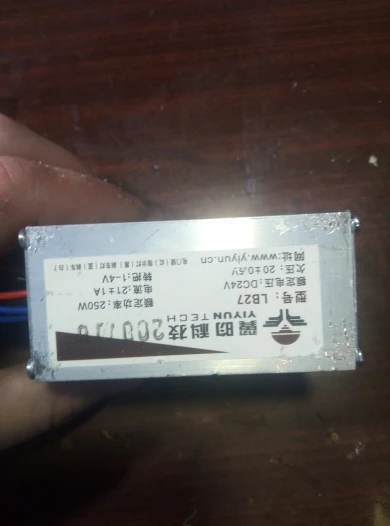 翼昀科技
YIYUN TECH
型号：LB27
额定功率：250W
额定电压：DC24V
电流：21±1A
欠压：20±0.5V
转把：1-4V
网址：www.yiyun.cn